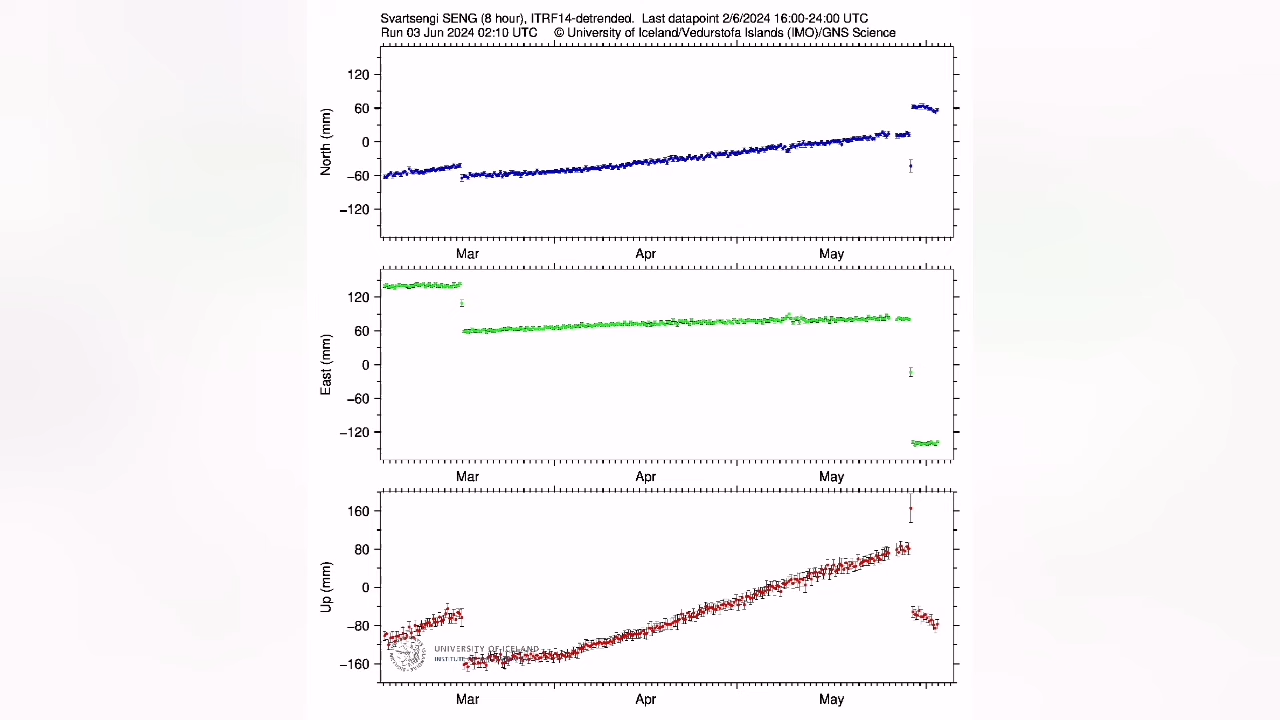 Svartsengi SENG (8 hour), ITRF14-detrended. Last datapoint 2/6/2024 16:00-24:00 UTC
Run 03 Jun 2024 02:10 UTC © University of Iceland/Vedurstofa Islands (IMO)/GNS Science
120
60
0
−60
−120
North (mm)
Mar Apr May
120
60
0
−60
−120
East (mm)
Mar Apr May
160
80
0
−80
−160
Up (mm)
UNIVERSITY OF ICELAND
Mar Apr May